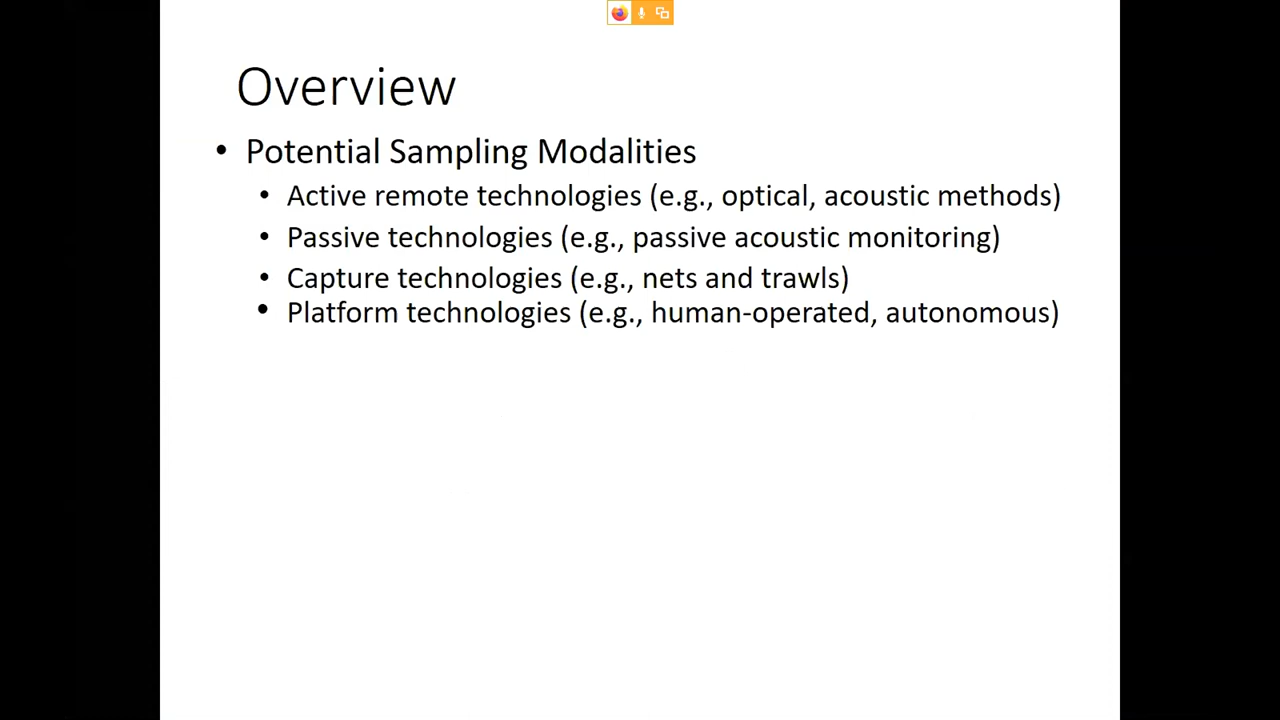 Overview
• Potential Sampling Modalities
• Active remote technologies (e.g., optical, acoustic methods)
• Passive technologies (e.g., passive acoustic monitoring)
• Capture technologies (e.g., nets and trawls)
• Platform technologies (e.g., human-operated, autonomous)